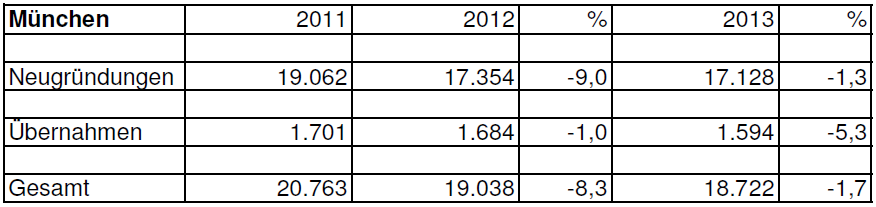 München 2011 2012 % 2013 %
Neugründungen 19.062 17.354 -9,0 17.128 -1,3
Übernahmen 1.701 1.684 -1,0 1.594 -5,3
Gesamt 20.763 19.038 -8,3 18.722 -1,7